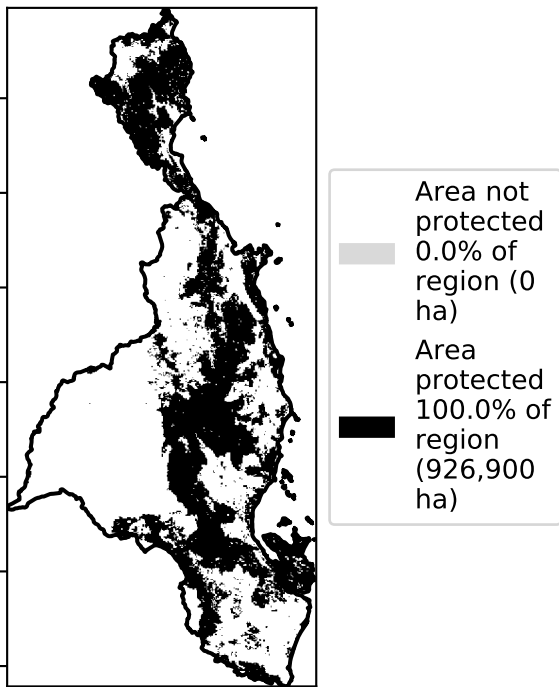 Area not
protected
0.0% of
region (0
ha)
Area
protected
100.0% of
region
(926,900
ha)